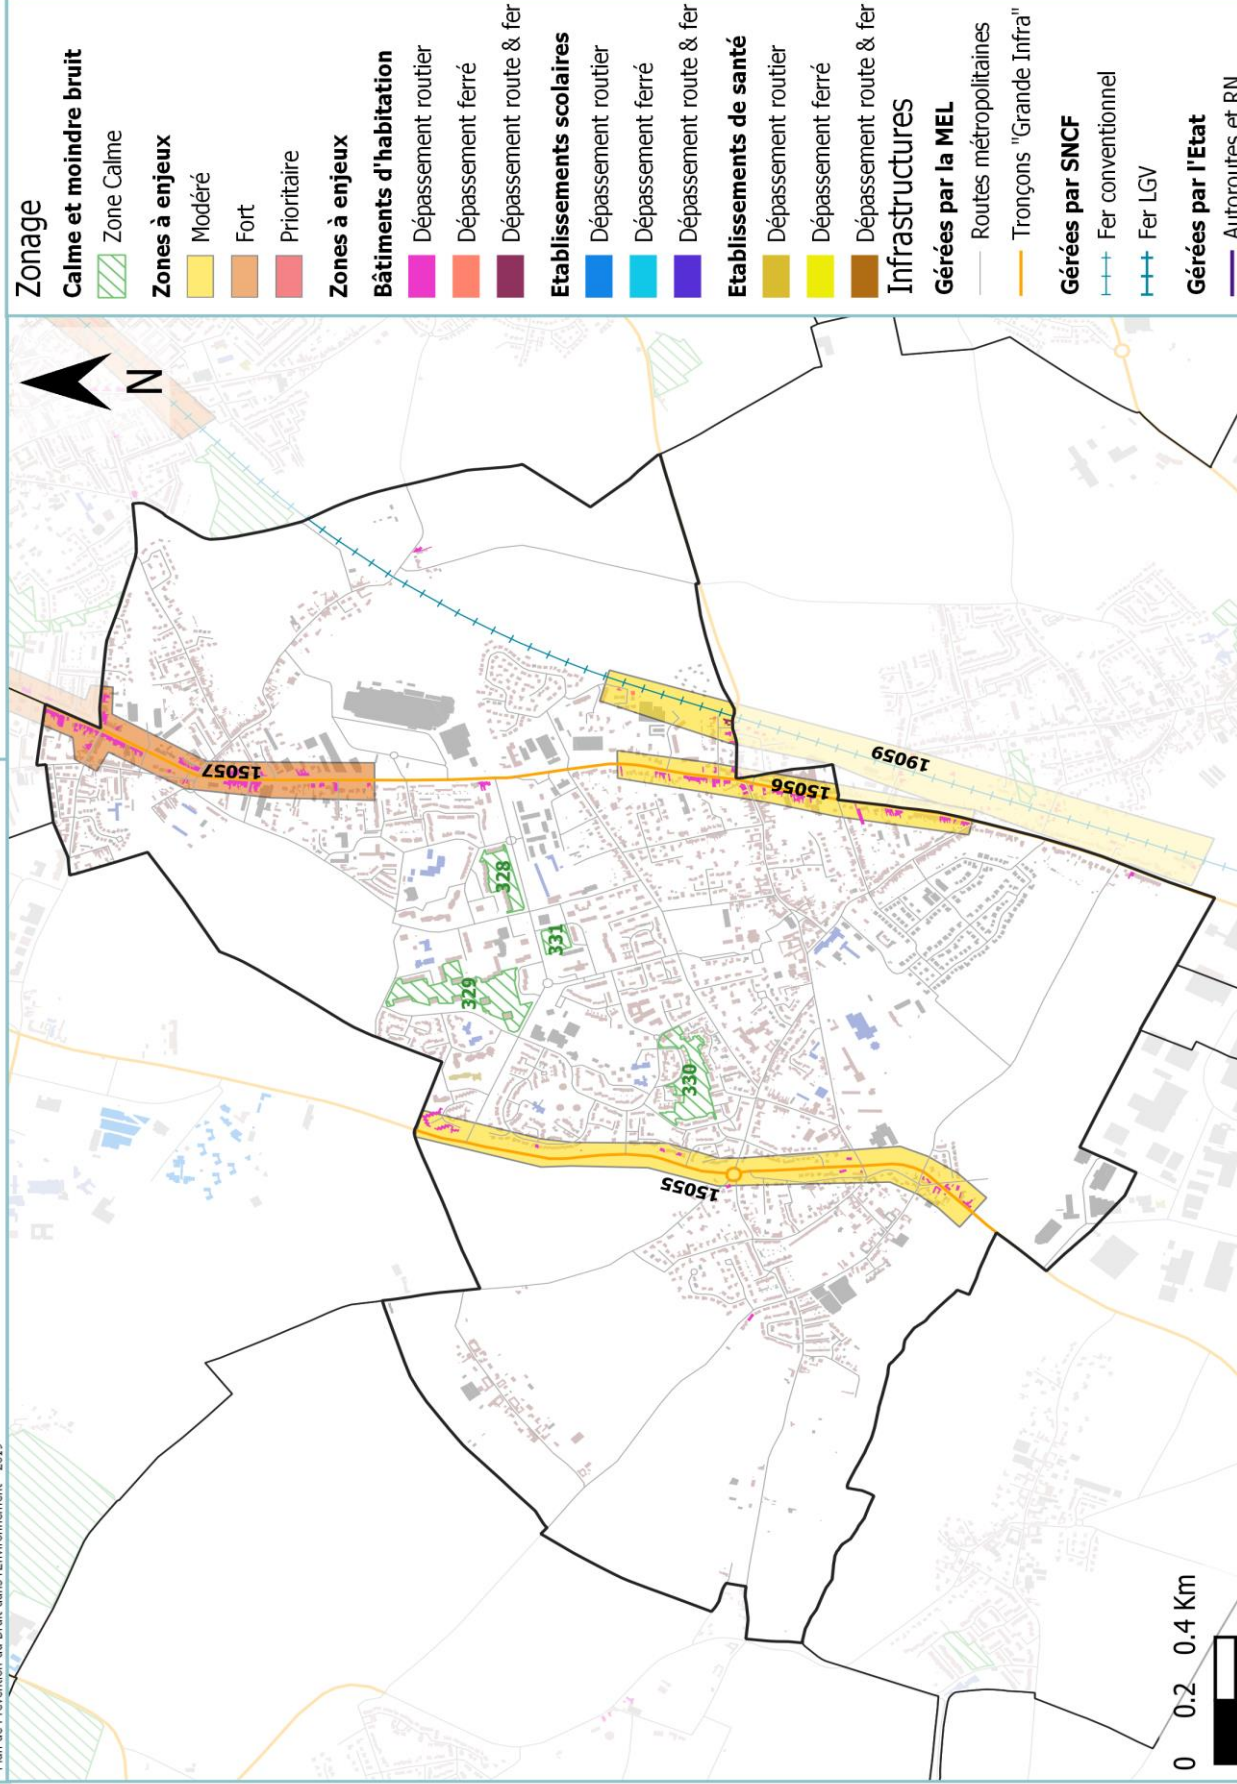 Zonage
Calme et moindre bruit
Zone Calme
Zones à enjeux
Modéré
Fort
Prioritaire
Zones à enjeux
Bâtiments d'habitation
Dépassement routier
Dépassement ferré
Dépassement route & fer
Etablissements scolaires
Dépassement routier
Dépassement ferré
Dépassement route & fer
Etablissements de santé
Dépassement routier
Dépassement ferré
Dépassement route & fer
Infrastructures
Gérées par la MEL
Routes métropolitaines
Tronçons "Grande Infra"
Gérées par SNCF
Fer conventionnel
Fer LGV
Gérées par l'Etat
Autoroutes et RN
N
15057
19059
15056
328
331
329
330
15055
0 0.2 0.4 Km